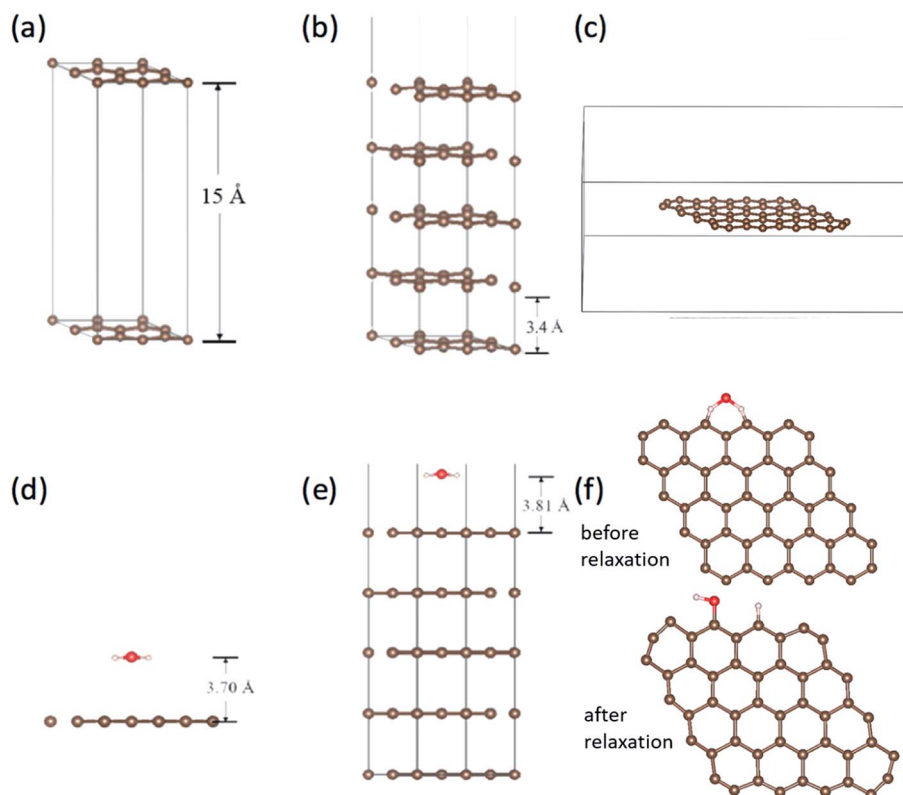 (a)
(b)
(c)
15 Å
3.4 Å
(d)
(e)
(f)
3.81 Å
before
relaxation
3.70 Å
after
relaxation